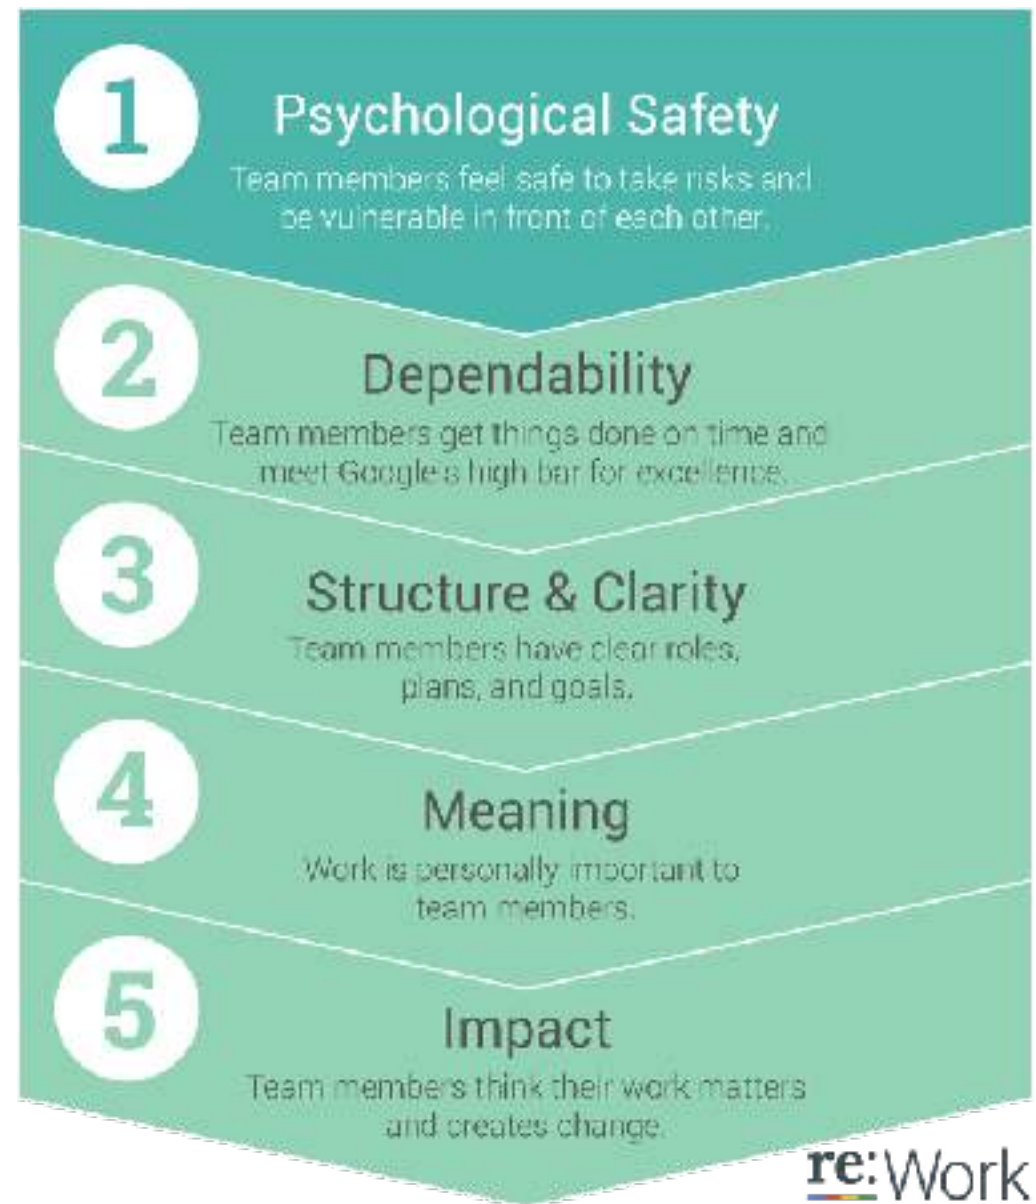 1
Psychological Safety
Team members feel safe to take risks and
be vulnerable in front of each other.
2
Dependability
Team members get things done on time and
meet Google's high bar for excellence.
3
Structure & Clarity
Team members have clear roles,
plans, and goals.
4
Meaning
Work is personally important to
team members.
5
Impact
Team members think their work matters
and creates change.
re:Work